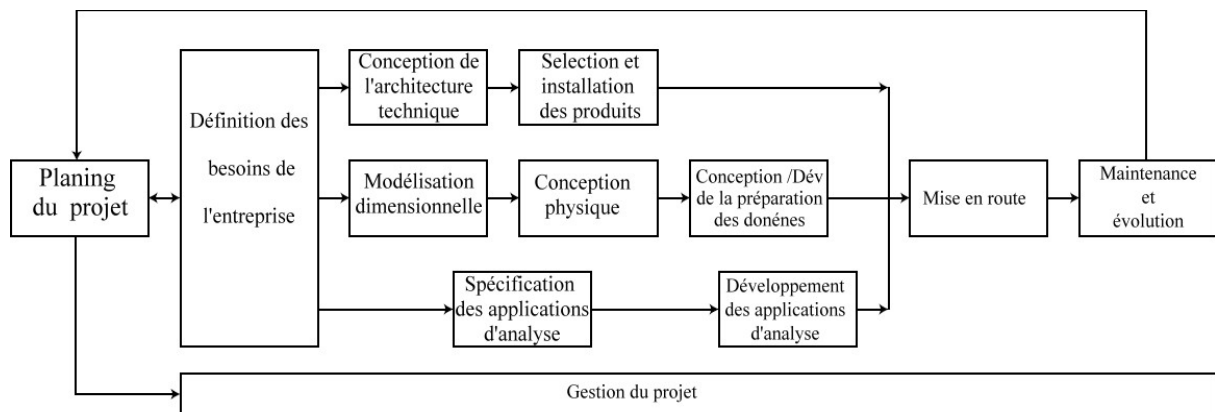 Planing
du projet
Définition des
besoins de
l'entreprise
Conception de
l'architecture
technique
Selection et
installation
des produits
Modélisation
dimensionnelle
Conception
physique
Conception /Dév
de la préparation
des donénes
Spécification
des applications
d'analyse
Développement
des applications
d'analyse
Mise en route
Maintenance
et
évolution
Gestion du projet